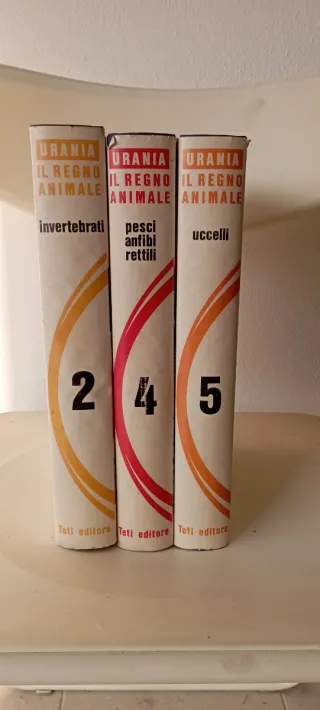 URANIA
IL REGNO
ANIMALE
invertebrati
2
Teti editore
URANIA
IL REGNO
ANIMALE
pesci
anfibi
rettili
4
Teti editore
URANIA
IL REGNO
ANIMALE
uccelli
5
Teti editore